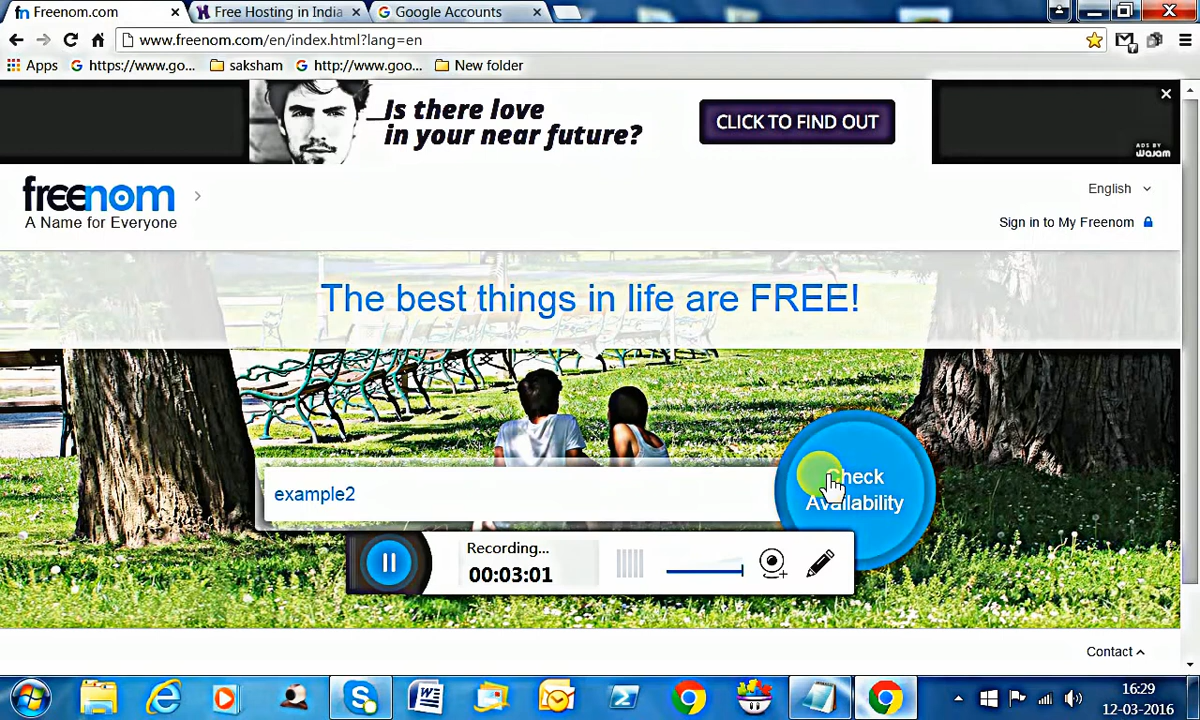 Freenom.com
Free Hosting in India
Google Accounts
www.freenom.com/en/index.html?lang=en
Apps
https://www.go...
saksham
http://www.goo...
New folder
Is there love
in your near future?
CLICK TO FIND OUT
ADS BY
wajam
freenom
A Name for Everyone
English
Sign in to My Freenom
The best things in life are FREE!
example2
Check
Availability
Recording...
00:03:01
Contact
16:29
12-03-2016